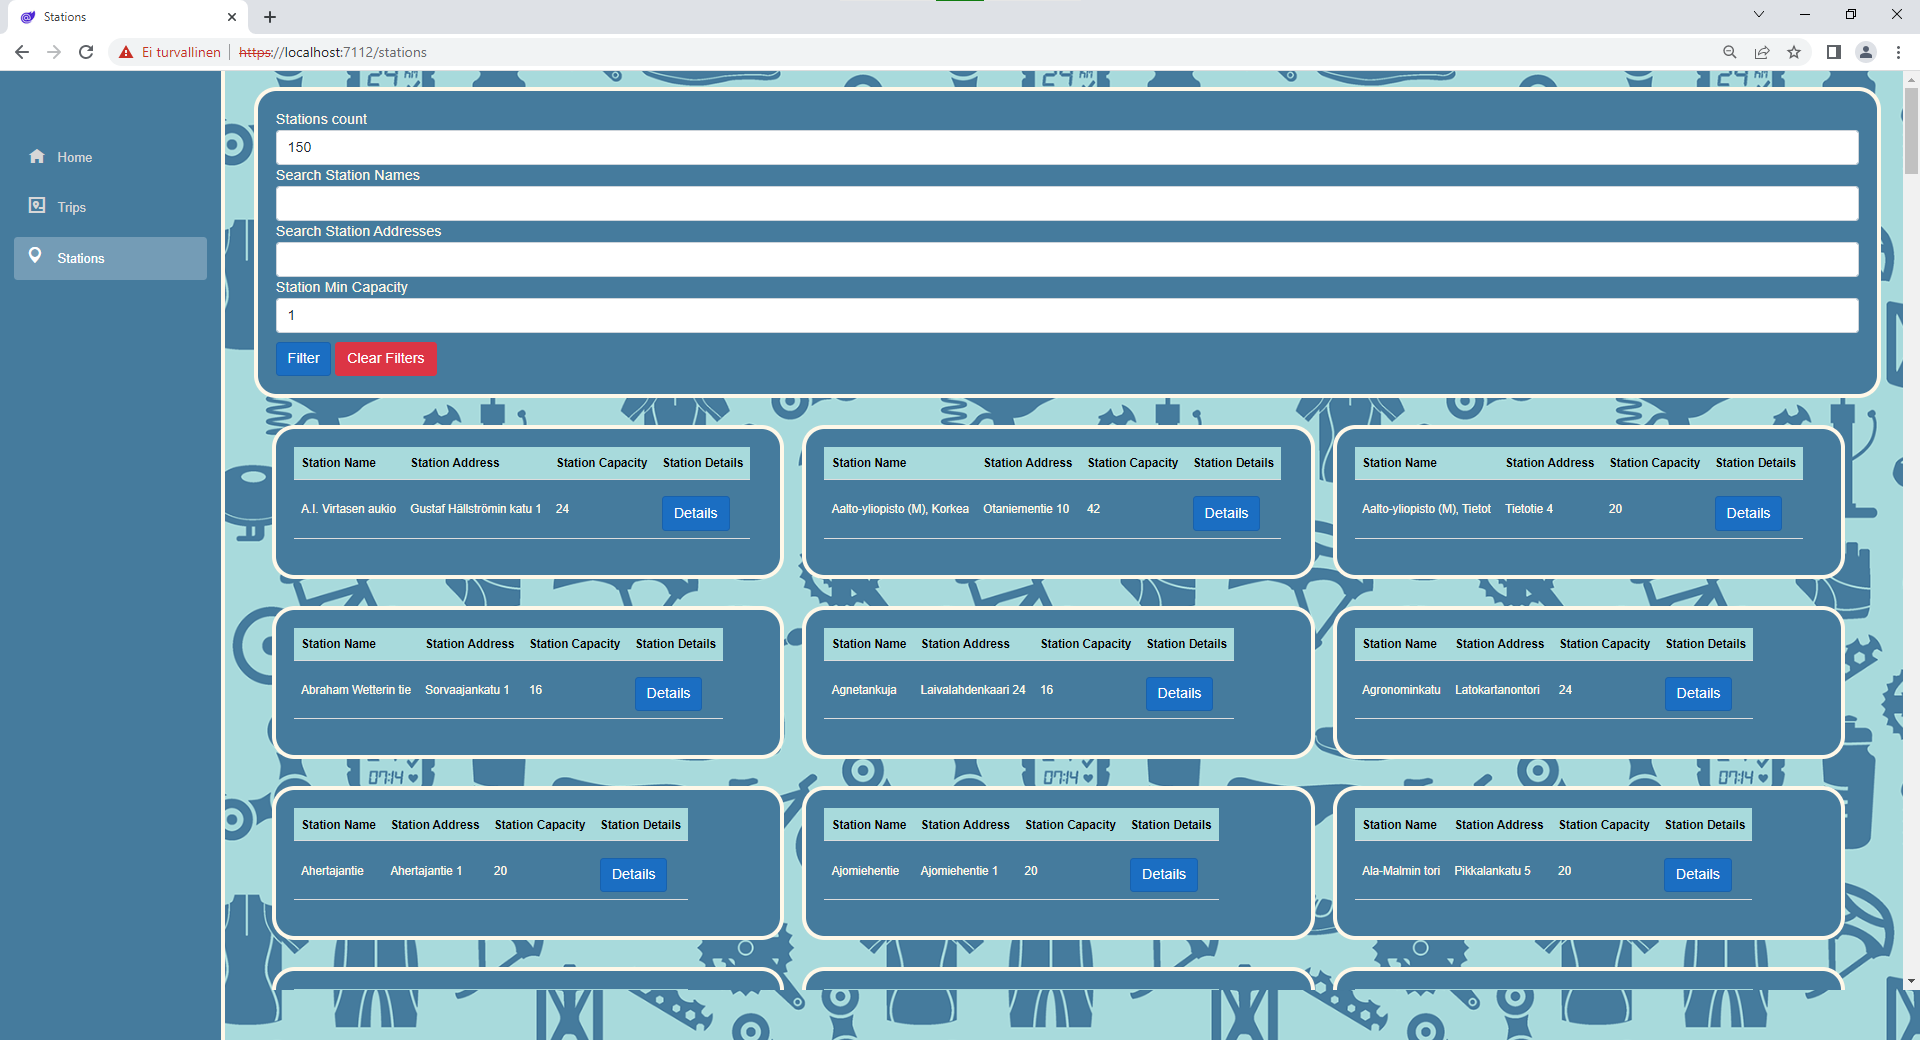 Stations
Ei turvallinen
https://localhost:7112/stations
Home
Trips
Stations
Stations count
150
Search Station Names
Search Station Addresses
Station Min Capacity
1
Filter Clear Filters
Station Name Station Address Station Capacity Station Details
A.I. Virtasen aukio Gustaf Hällströmin katu 1 24 Details
Station Name Station Address Station Capacity Station Details
Aalto-yliopisto (M), Korkea Otaniementie 10 42 Details
Station Name Station Address Station Capacity Station Details
Aalto-yliopisto (M), Tietot Tietotie 4 20 Details
Station Name Station Address Station Capacity Station Details
Abraham Wetterin tie Sorvaajankatu 1 16 Details
Station Name Station Address Station Capacity Station Details
Agnetankuja Laivalahdenkaari 24 16 Details
Station Name Station Address Station Capacity Station Details
Agronominkatu Latokartanontori 24 Details
07:14
07:14
07:14
Station Name Station Address Station Capacity Station Details
Ahertajantie Ahertajantie 1 20 Details
Station Name Station Address Station Capacity Station Details
Ajomiehentie Ajomiehentie 1 20 Details
Station Name Station Address Station Capacity Station Details
Ala-Malmin tori Pikkalankatu 5 20 Details